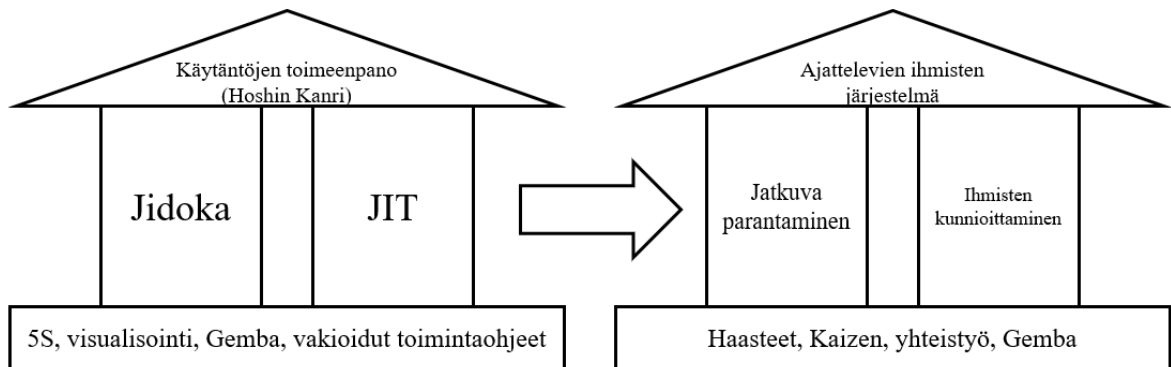 Käytäntöjen toimeenpano
(Hoshin Kanri)
Jidoka
JIT
5S, visualisointi, Gemba, vakioidut toimintaohjeet
Ajattelevien ihmisten
järjestelmä
Jatkuva
parantaminen
Ihmisten
kunnioittaminen
Haasteet, Kaizen, yhteistyö, Gemba